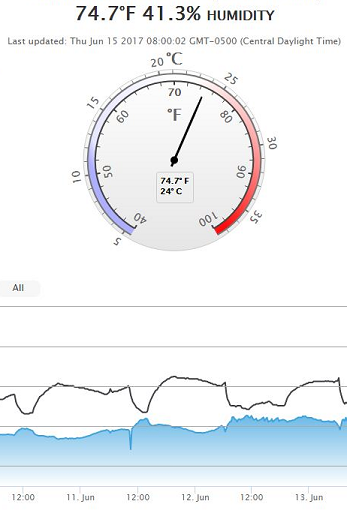 74.7°F 41.3% HUMIDITY
Last updated: Thu Jun 15 2017 08:00:02 GMT-0500 (Central Daylight Time)
20 °C
70
25
°F
15
60
80
30
10
50
90
74.7° F
24° C
40
100
35
5
All
12:00 11. Jun 12:00 12. Jun 12:00 13. Jun